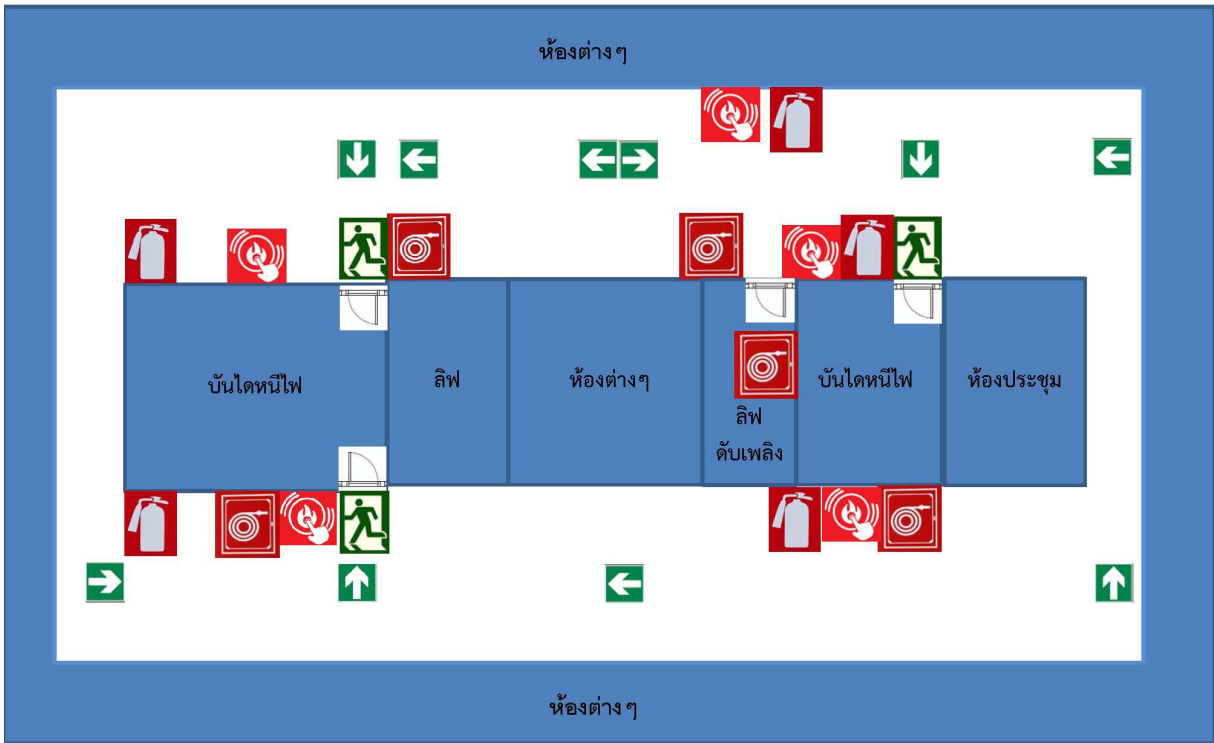 ห้องต่างๆ
บันไดหนีไฟ
ลิฟ
ห้องต่างๆ
ลิฟ
ดับเพลิง
บันไดหนีไฟ
ห้องประชุม
ห้องต่างๆ